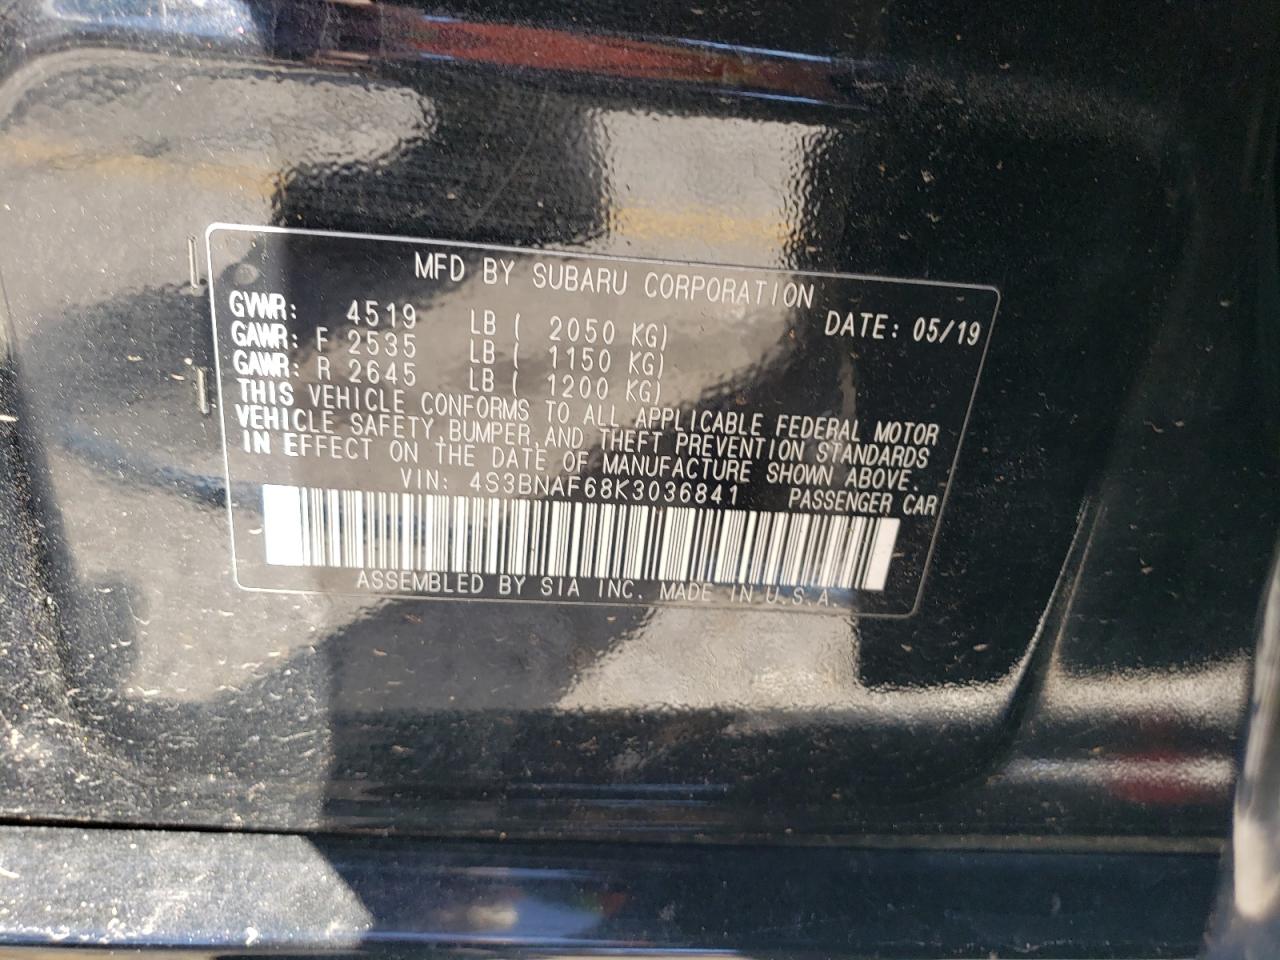 MFD BY SUBARU CORPORATION
GVWR: 4519 LB ( 2050 KG) DATE: 05/19
GAWR: F 2535 LB ( 1150 KG)
GAWR: R 2645 LB ( 1200 KG)
THIS VEHICLE CONFORMS TO ALL APPLICABLE FEDERAL MOTOR
VEHICLE SAFETY, BUMPER, AND THEFT PREVENTION STANDARDS
IN EFFECT ON THE DATE OF MANUFACTURE SHOWN ABOVE.
VIN: 4S3BNAF68K3036841 PASSENGER CAR
ASSEMBLED BY SIA INC. MADE IN U.S.A.